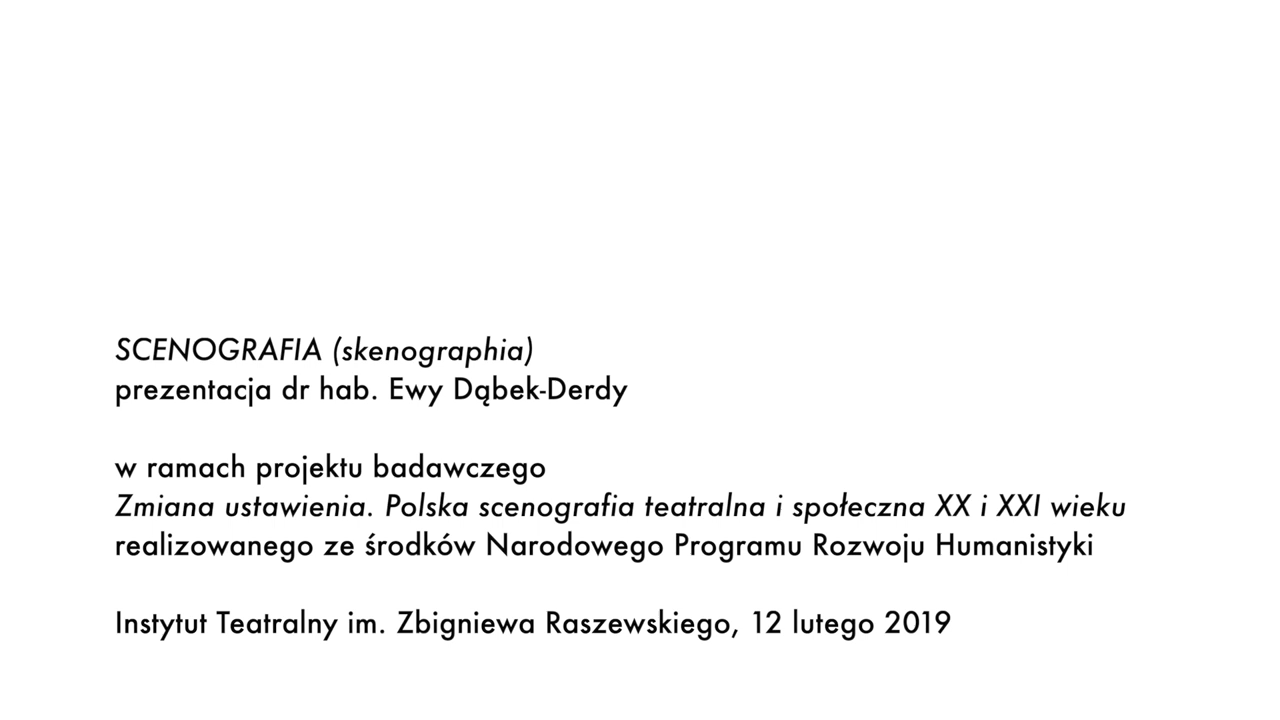 SCENOGRAFIA (skenographia)
prezentacja dr hab. Ewy Dąbek-Derdy
w ramach projektu badawczego
Zmiana ustawienia. Polska scenografia teatralna i społeczna XX i XXI wieku
realizowanego ze środków Narodowego Programu Rozwoju Humanistyki
Instytut Teatralny im. Zbigniewa Raszewskiego, 12 lutego 2019